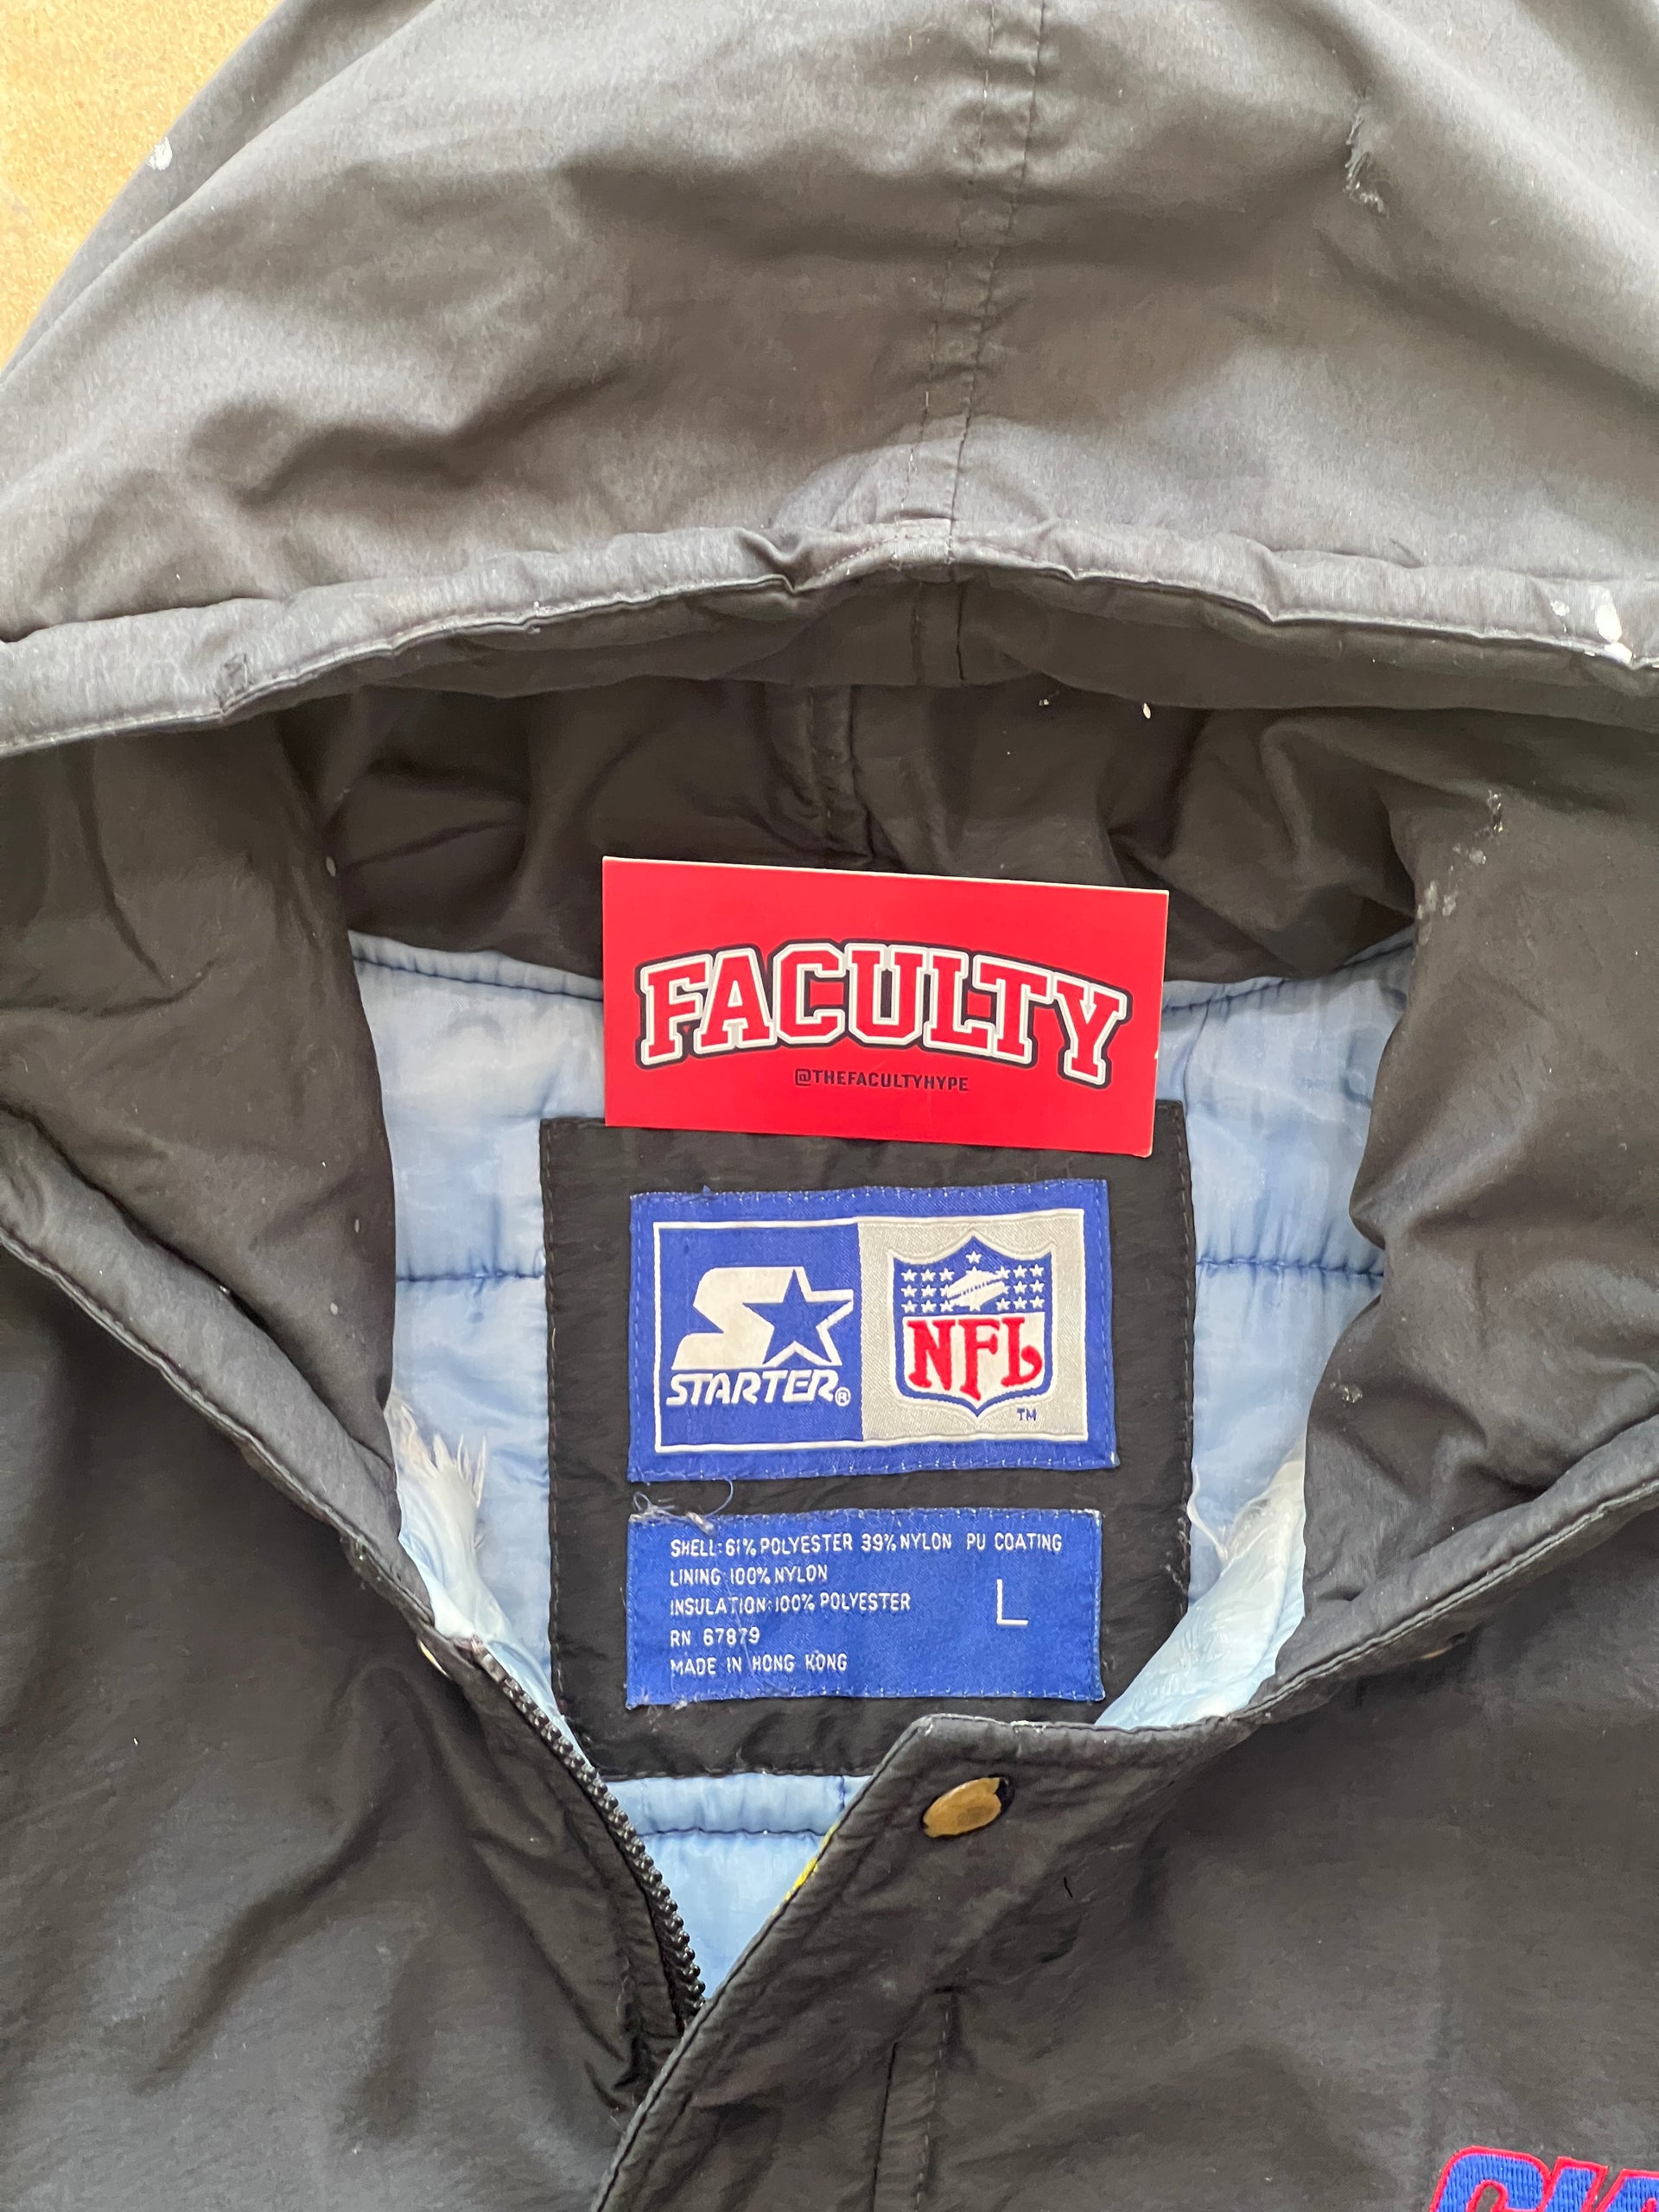 FACULTY
@THEFACULTYHYPE
STARTER®
NFL
TM
SHELL:61% POLYESTER 39% NYLON PU COATING
LINING:100% NYLON
INSULATION:100% POLYESTER
L
RN 67879
MADE IN HONG KONG